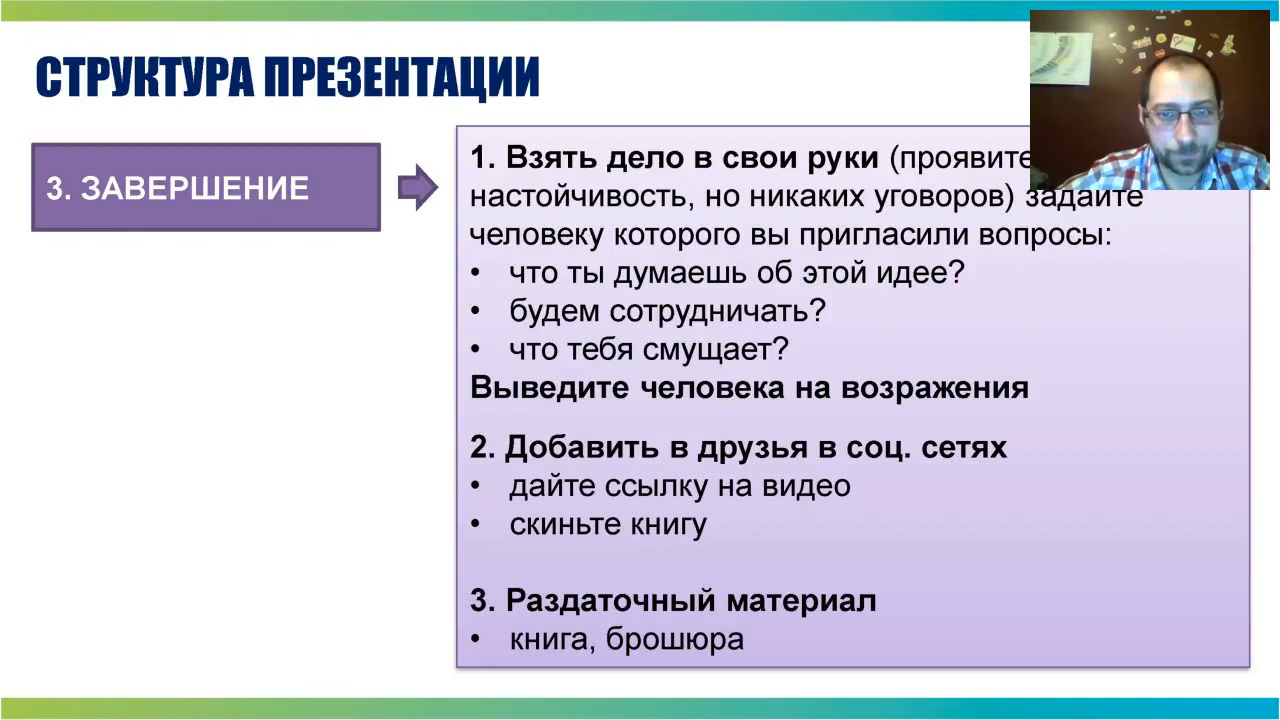 СТРУКТУРА ПРЕЗЕНТАЦИИ
3. ЗАВЕРШЕНИЕ
1. Взять дело в свои руки (проявите
настойчивость, но никаких уговоров) задайте
человеку которого вы пригласили вопросы:
• что ты думаешь об этой идее?
• будем сотрудничать?
• что тебя смущает?
Выведите человека на возражения
2. Добавить в друзья в соц. сетях
• дайте ссылку на видео
• скиньте книгу
3. Раздаточный материал
• книга, брошюра